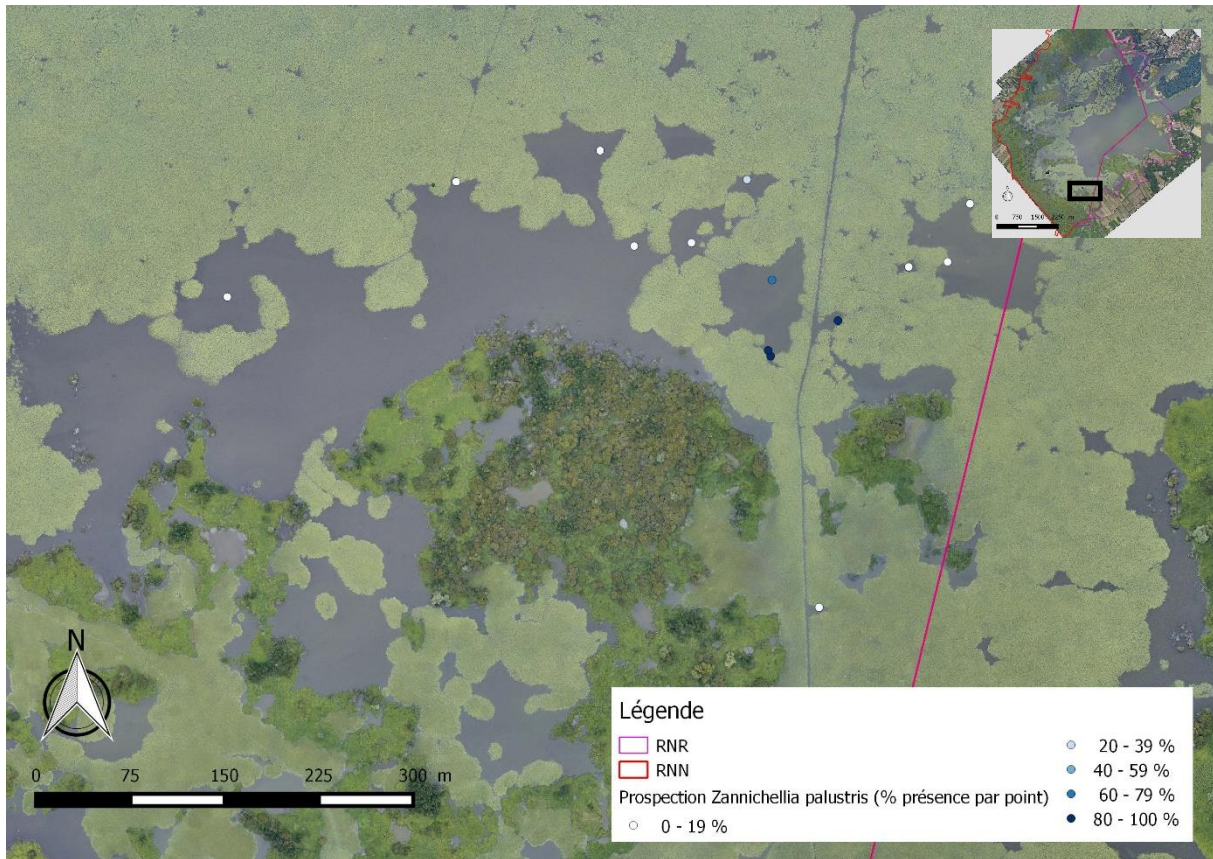 0 750 1500 2250 m
N
0 75 150 225 300 m
Légende
RNR
RNN
Prospection Zannichellia palustris (% présence par point)
0 - 19 %
20 - 39 %
40 - 59 %
60 - 79 %
80 - 100 %